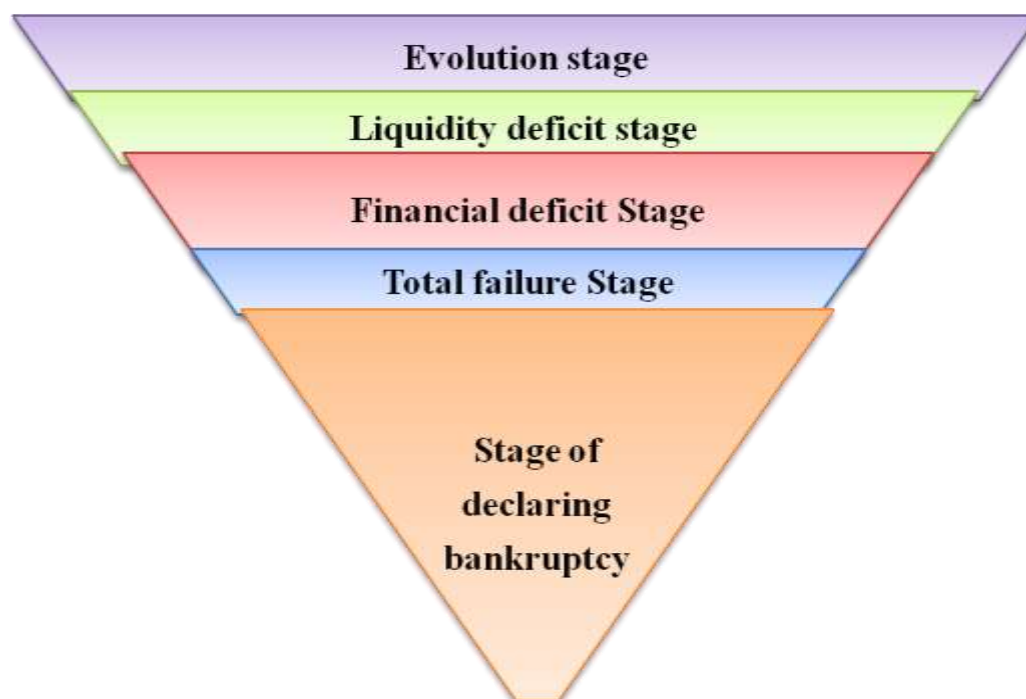 Evolution stage
Liquidity deficit stage
Financial deficit Stage
Total failure Stage
Stage of
declaring
bankruptcy